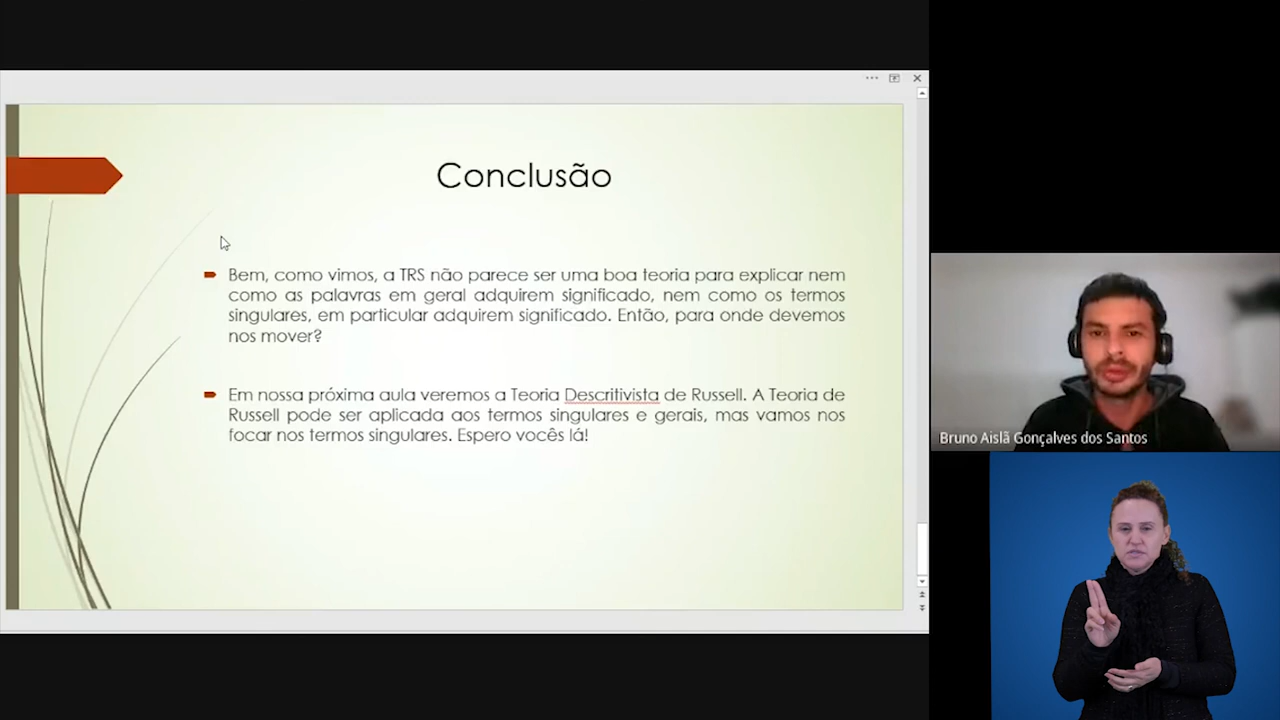 Conclusão
Bem, como vimos, a TRS não parece ser uma boa teoria para explicar nem
como as palavras em geral adquirem significado, nem como os termos
singulares, em particular adquirem significado. Então, para onde devemos
nos mover?
Em nossa próxima aula veremos a Teoria Descritivista de Russell. A Teoria de
Russell pode ser aplicada aos termos singulares e gerais, mas vamos nos
focar nos termos singulares. Espero vocês lá!
Bruno Aislã Gonçalves dos Santos